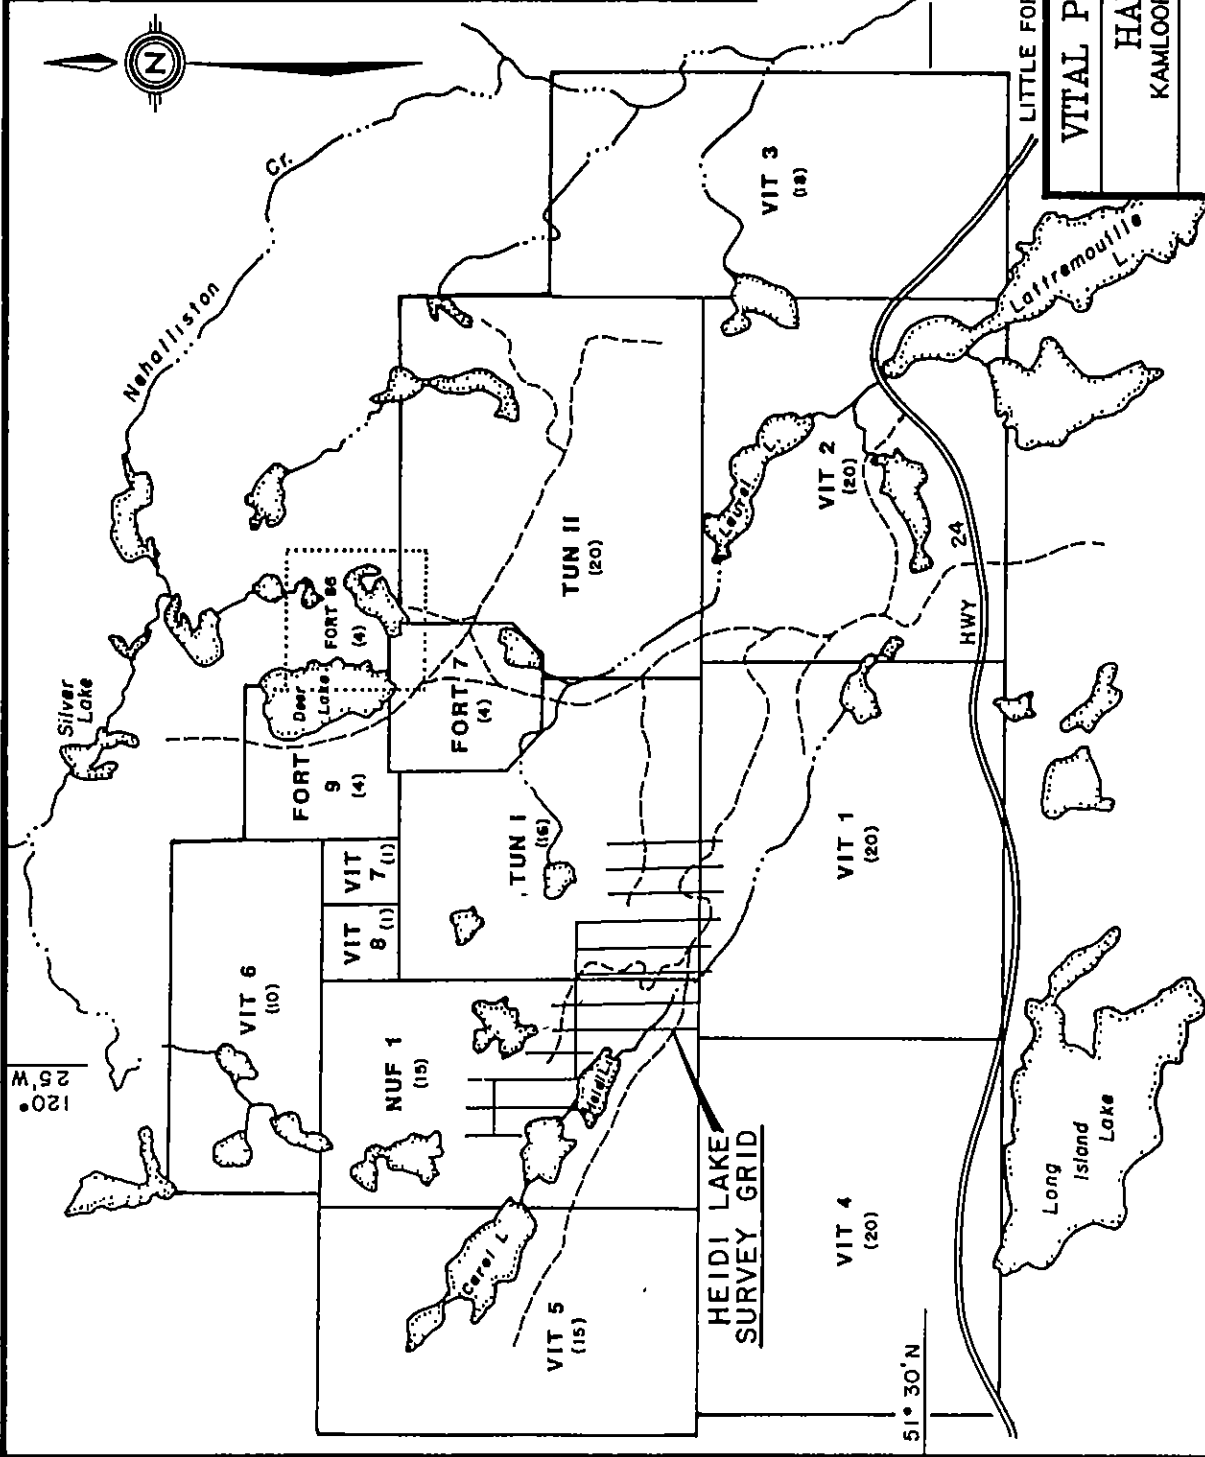 N
Nehalliston
Cr.
Silver
Lake
120°
25'W
VIT 6
(10)
VIT
7 (1)
VIT
8 (1)
FORT
9
(4)
Deer
Lake
FORT 86
(4)
FORT 7
(4)
TUN II
(20)
TUN I
(16)
NUF 1
(15)
Heidi L.
Carol L
VIT 5
(15)
HEIDI LAKE
SURVEY GRID
VIT 4
(20)
VIT 1
(20)
VIT 2
(20)
Laurel L.
VIT 3
(18)
HWY 24
LITTLE FO
Lattremouille
L.
Long
Island
Lake
51° 30'N
VITAL P
HA
KAMLOO